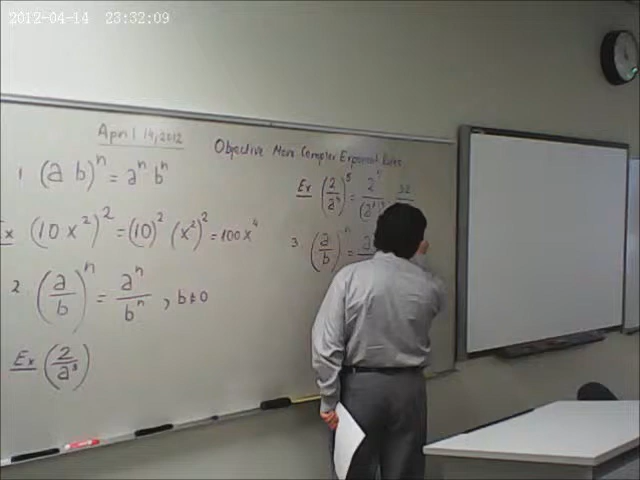 2012-04-14 23:32:09
April 14, 2012
Objective More Complex Exponent Rules
1. (a b)^n = a^n b^n
Ex (10x^2)^2 = (10)^2 (x^2)^2 = 100x^4
2. (a/b)^n = a^n/b^n , b≠0
Ex (2/a^3)
Ex (2/a^3)^5 = 2^5/(a^3)^5 = 32
3. (a/b)^n = a